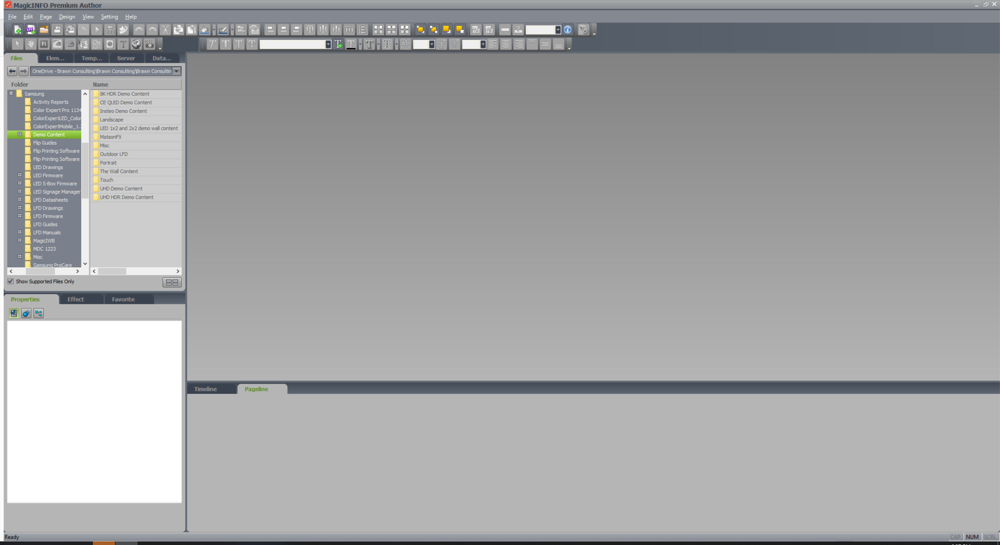 MagicINFO Premium Author
File Edit Page Design View Setting Help
LFT
FI T
T T T T T T T T ab T T
Files Elem... Temp... Server Data...
OneDrive - Brawn Consulting\Brawn Consulting\Brawn Consultin
Folder
Samsung
Activity Reports
Color Expert Pro 1134
ColorExpertLED_Color
ColorExpertMobile_1.
Demo Content
Flip Guides
Flip Printing Software
Flip Printing Software
LED Drawings
LED Firmware
LED S-Box Firmware
LED Signage Manager
LFD Datasheets
LFD Drawings
LFD Firmware
LFD Guides
LFD Manuals
MagicIWB
MDC 1223
Misc
Samsung ProCare
Name
8K HDR Demo Content
CE QLED Demo Content
Insteo Demo Content
Landscape
LED 1x2 and 2x2 demo wall content
MatsonFX
Misc
Outdoor LFD
Portrait
The Wall Content
Touch
UHD Demo Content
UHD HDR Demo Content
Show Supported Files Only
Properties Effect Favorite
Timeline Pageline
Ready
CAP NUM SCRL